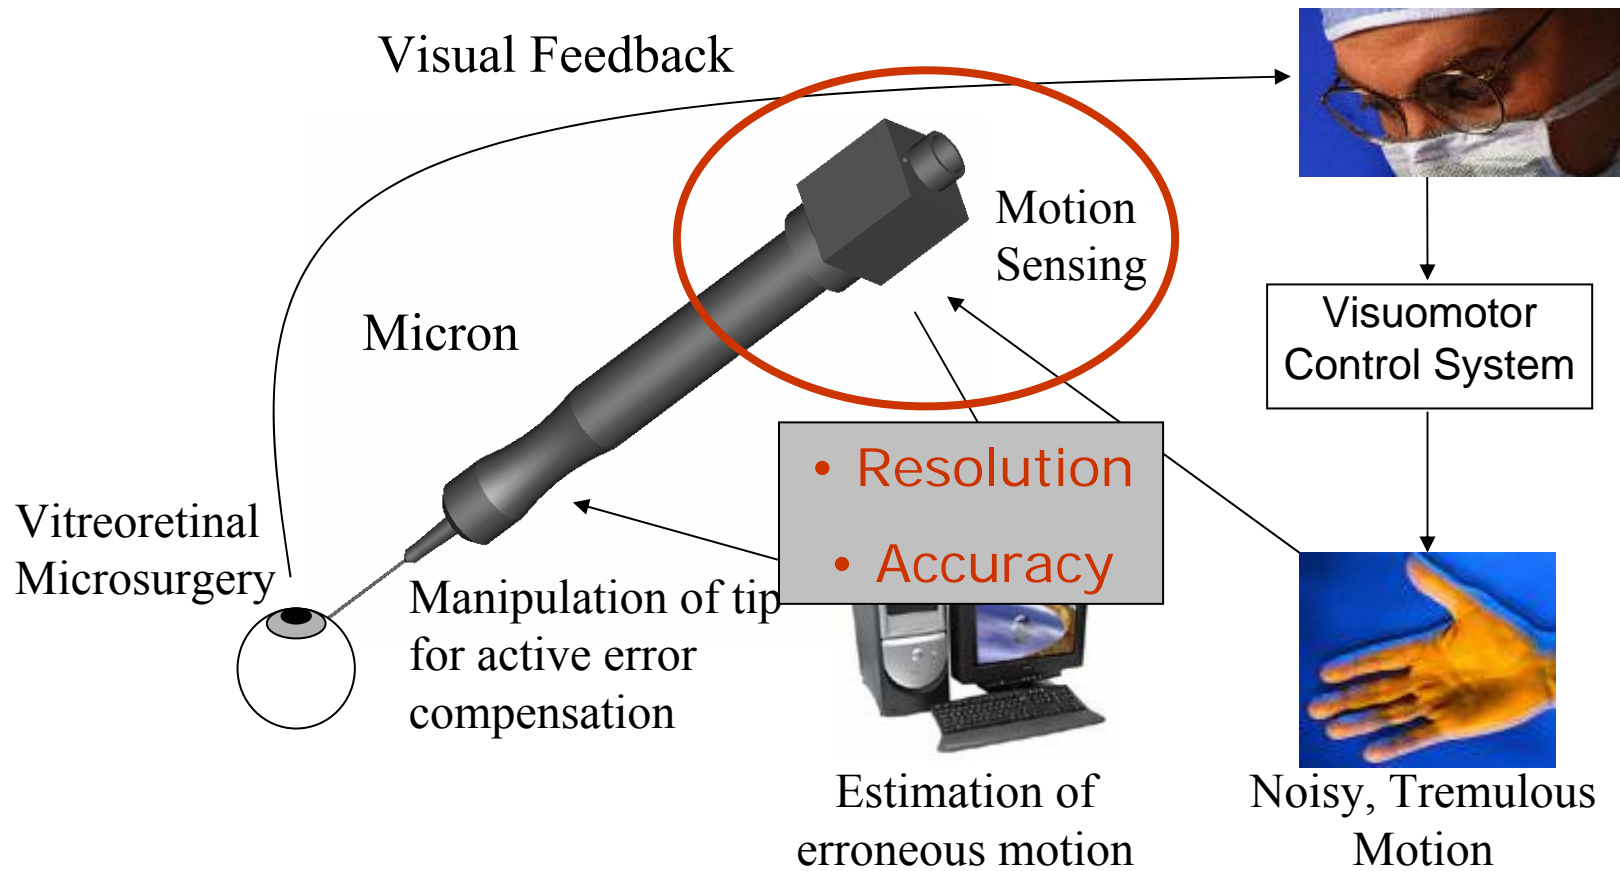 Visual Feedback
Motion
Sensing
Micron
Visuomotor
Control System
• Resolution
• Accuracy
Vitreoretinal
Microsurgery
Manipulation of tip
for active error
compensation
Estimation of
erroneous motion
Noisy, Tremulous
Motion